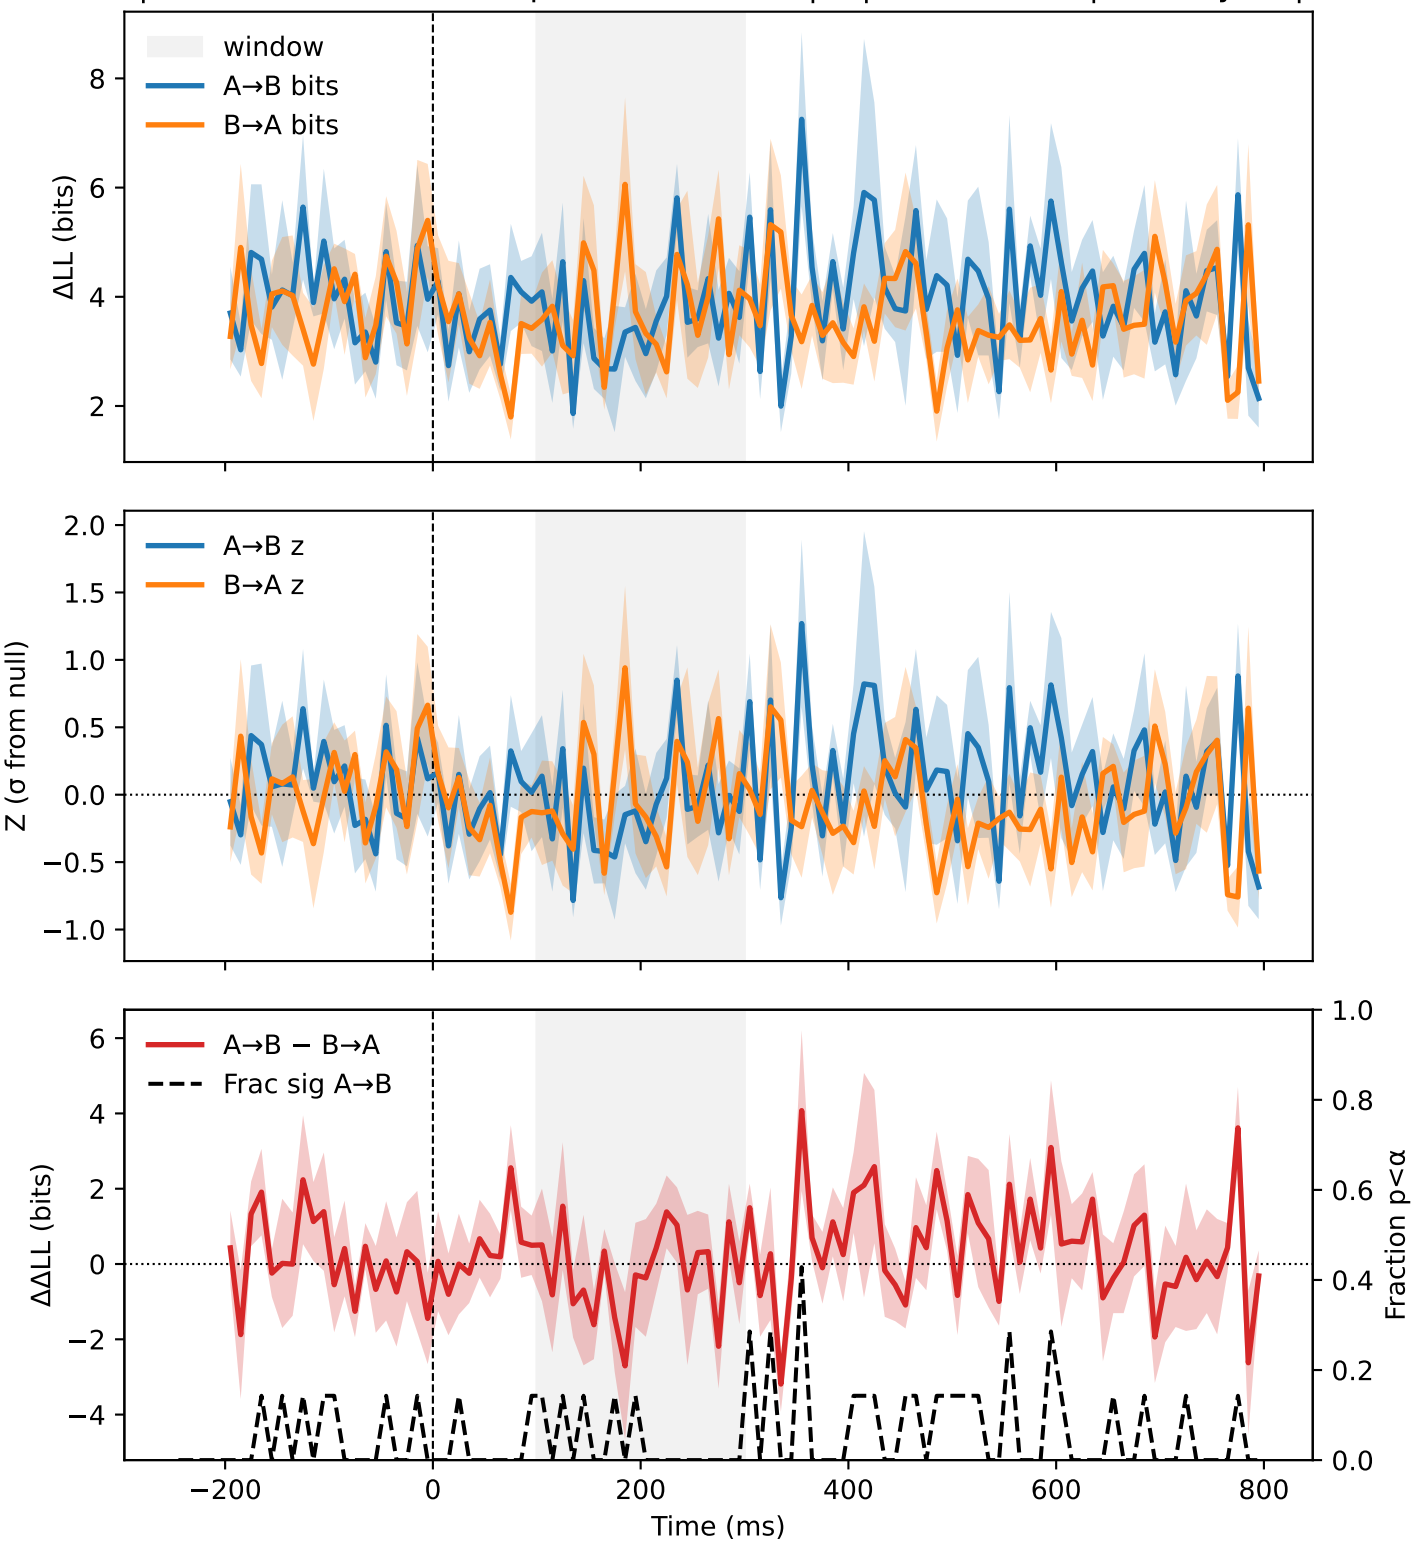 window
A→B bits
B→A bits
8
6
4
2
ΔLL (bits)
A→B z
B→A z
2.0
1.5
1.0
0.5
0.0
−0.5
−1.0
Z (σ from null)
A→B − B→A
Frac sig A→B
6
4
2
0
−2
−4
ΔΔLL (bits)
1.0
0.8
0.6
0.4
0.2
0.0
Fraction p<α
−200
0
200
400
600
800
Time (ms)